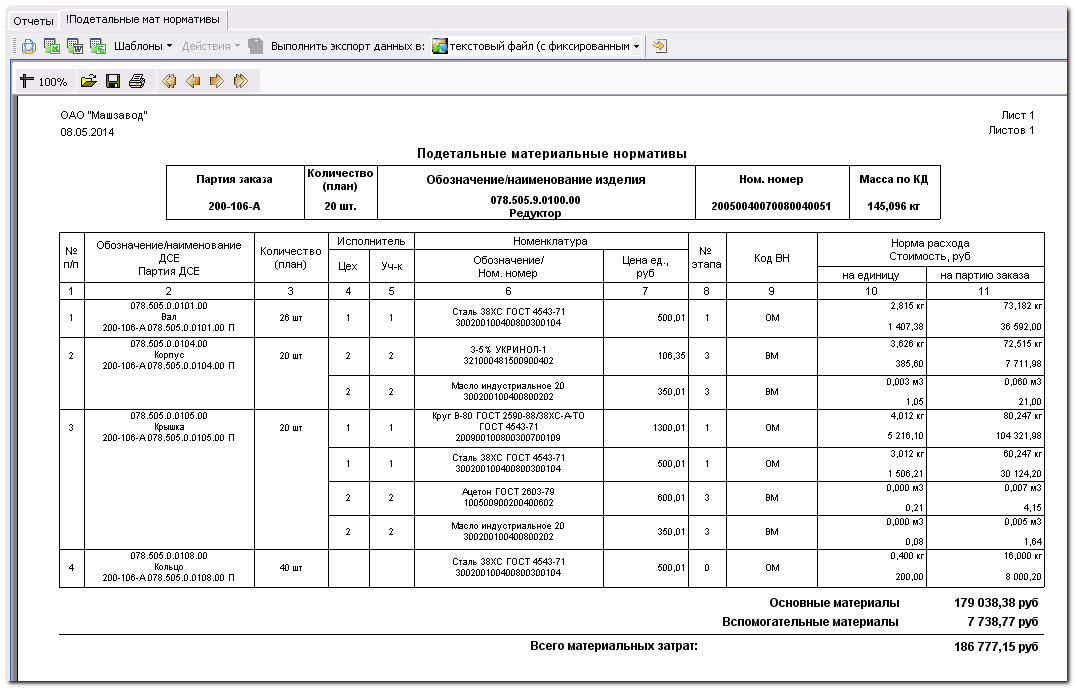 Отчеты !Подетальные мат нормативы
Шаблоны Действия Выполнить экспорт данных в: текстовый файл (с фиксированным
100%
ОАО "Машзавод" Лист 1
08.05.2014 Листов 1
Подетальные материальные нормативы
Партия заказа Количество (план) Обозначение/наименование изделия Ном. номер Масса по КД
200-106-А 20 шт. 078.505.9.0100.00 20050040070080040051 145,096 кг
Редуктор
№ п/п Обозначение/наименование ДСЕ Партия ДСЕ Количество (план) Исполнитель Номенклатура № этапа Код ВН Норма расхода Стоимость, руб
Цех Уч-к Обозначение/ Ном. номер Цена ед., руб на единицу на партию заказа
1 2 3 4 5 6 7 8 9 10 11
078.505.0.0101.00 2,815 кг 73,182 кг
1 Вал 26 шт 1 1 Сталь 38ХС ГОСТ 4543-71 500,01 1 ОМ
200-106-А 078.505.0.0101.00 П 300200100400800300104 1 407,38 36 592,00
078.505.0.0104.00 3,626 кг 72,515 кг
2 Корпус 20 шт 2 2 3-5% УКРИНОЛ-1 106,35 3 ВМ
200-106-А 078.505.0.0104.00 П 321000481500900402 385,60 7 711,98
0,003 м3 0,060 м3
2 2 Масло индустриальное 20 350,01 3 ВМ
300200100400800202 1,05 21,00
078.505.0.0105.00 Круг В-80 ГОСТ 2590-88/38ХС-А-ТО 4,012 кг 80,247 кг
3 Крышка 20 шт 1 1 ГОСТ 4543-71 1300,01 1 ОМ
200-106-А 078.505.0.0105.00 П 200900100800300700109 5 216,10 104 321,98
3,012 кг 60,247 кг
1 1 Сталь 38ХС ГОСТ 4543-71 500,01 1 ОМ
300200100400800300104 1 506,21 30 124,20
0,000 м3 0,007 м3
2 2 Ацетон ГОСТ 2603-79 600,01 3 ВМ
100500900200400602 0,21 4,15
0,000 м3 0,005 м3
2 2 Масло индустриальное 20 350,01 3 ВМ
300200100400800202 0,08 1,64
078.505.0.0108.00 0,400 кг 16,000 кг
4 Кольцо 40 шт Сталь 38ХС ГОСТ 4543-71 500,01 0 ОМ
200-106-А 078.505.0.0108.00 П 300200100400800300104 200,00 8 000,20
Основные материалы 179 038,38 руб
Вспомогательные материалы 7 738,77 руб
Всего материальных затрат: 186 777,15 руб